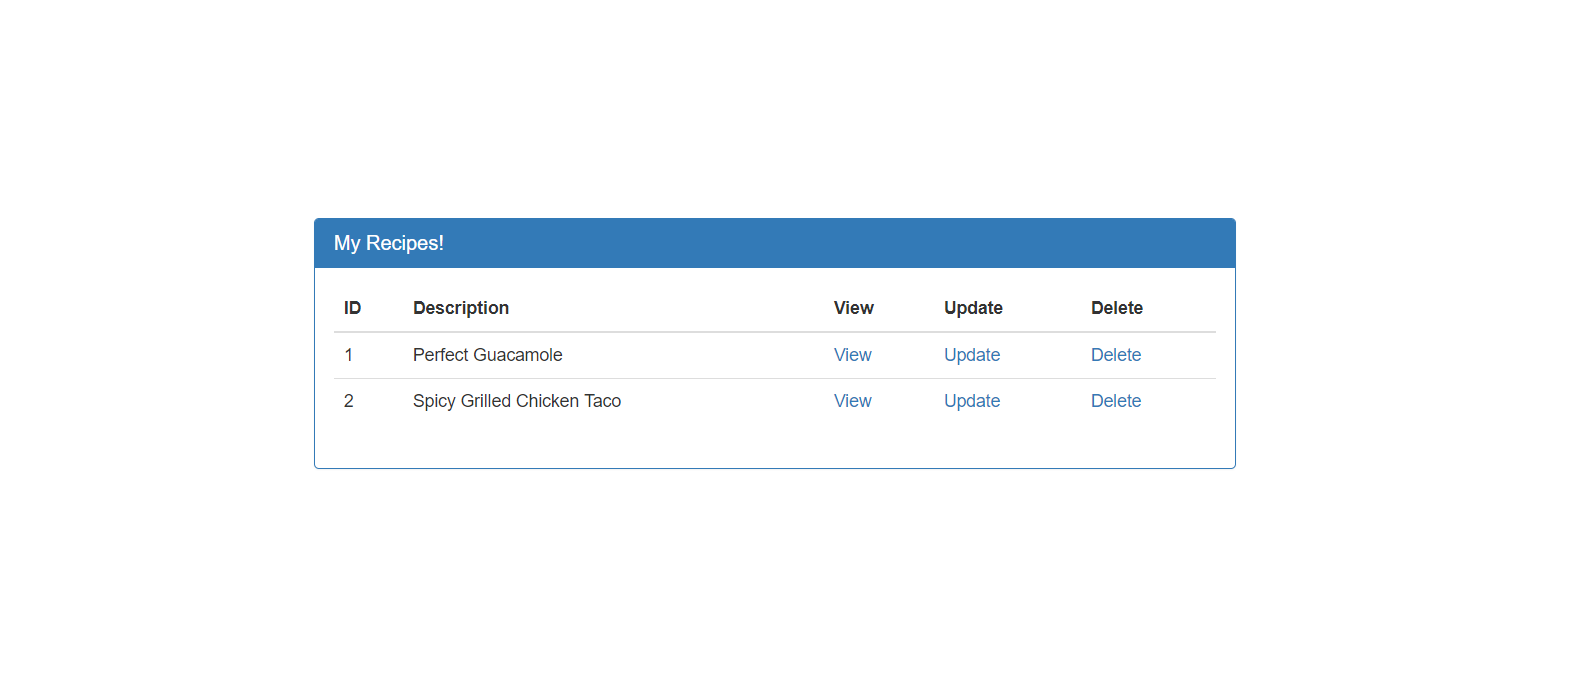 My Recipes!
ID Description View Update Delete
1 Perfect Guacamole View Update Delete
2 Spicy Grilled Chicken Taco View Update Delete